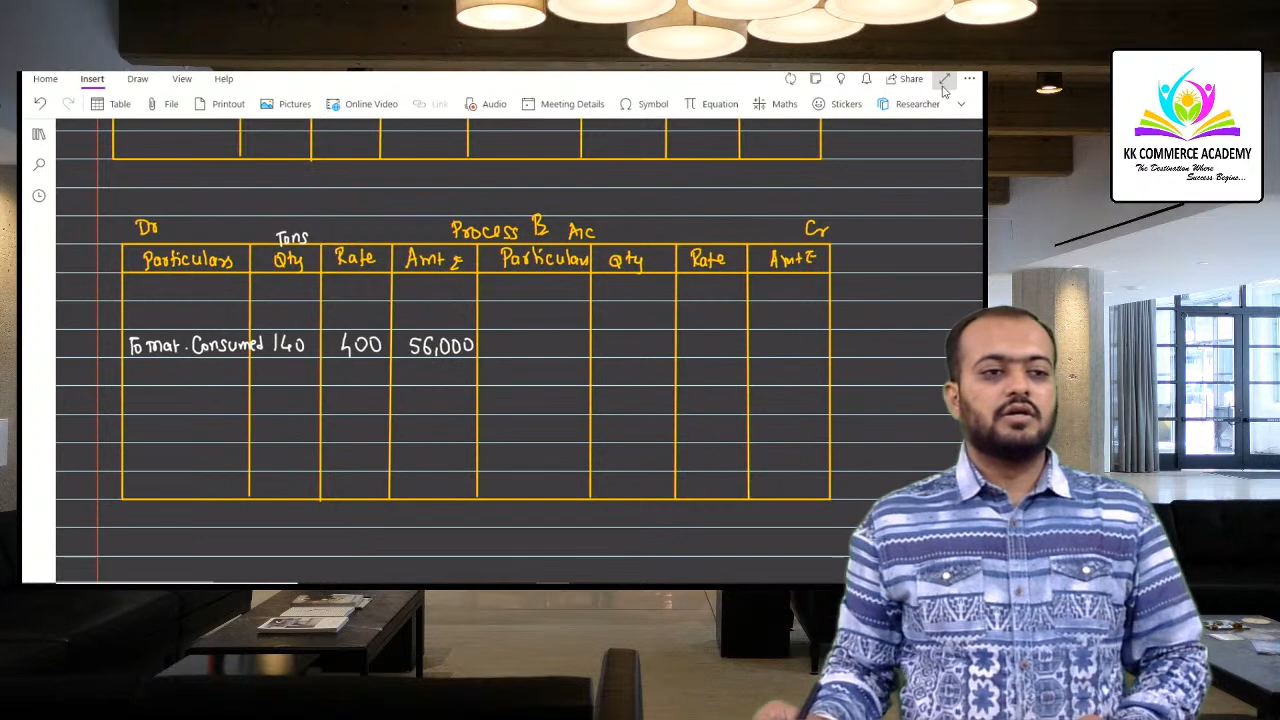 Home Insert Draw View Help Share
Table File Printout Pictures Online Video Link Audio Meeting Details Symbol Equation Maths Stickers Researcher
KK COMMERCE ACADEMY
The Destination Where
Success Begins...
Dr Process B A/c Cr
Tons
Particulars Qty Rate Amt ₹ Particulars Qty Rate Amt ₹
To mat. Consumed 140 400 56,000